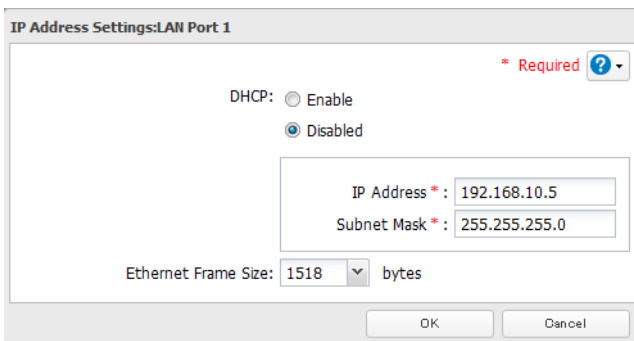 IP Address Settings:LAN Port 1
* Required ?
DHCP: Enable
Disabled
IP Address * : 192.168.10.5
Subnet Mask * : 255.255.255.0
Ethernet Frame Size: 1518 bytes
OK Cancel